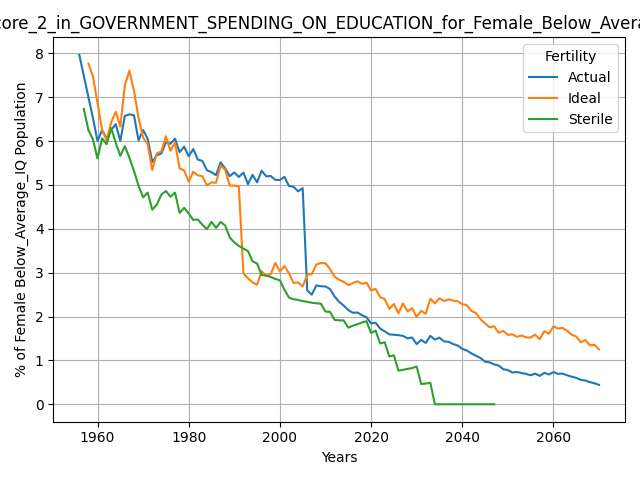 core_2_in_GOVERNMENT_SPENDING_ON_EDUCATION_for_Female_Below_Avera
Fertility
Actual
Ideal
Sterile
% of Female Below_Average_IQ Population
8
7
6
5
4
3
2
1
0
1960 1980 2000 2020 2040 2060
Years